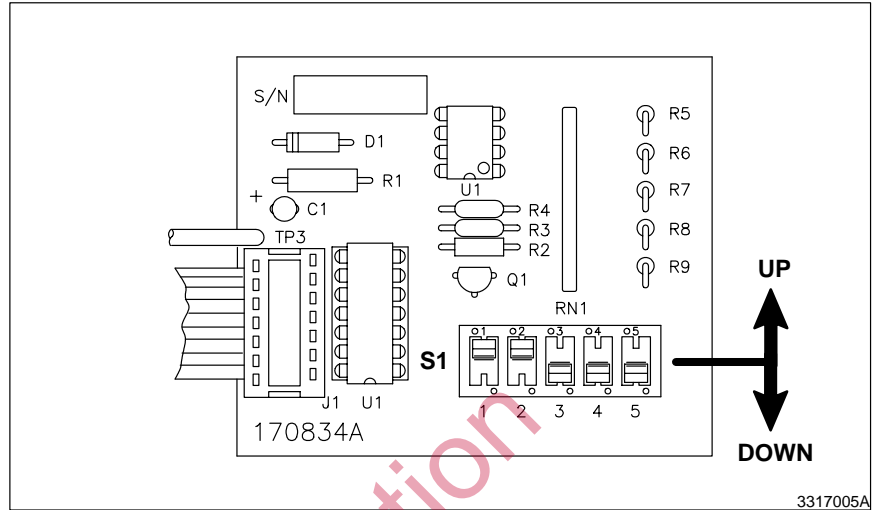 S/N
D1
R1
+
C1
TP3
J1
U1
170834A
U1
R4
R3
R2
Q1
RN1
R5
R6
R7
R8
R9
S1
1 2 3 4 5
1 2 3 4 5
UP
DOWN
3317005A